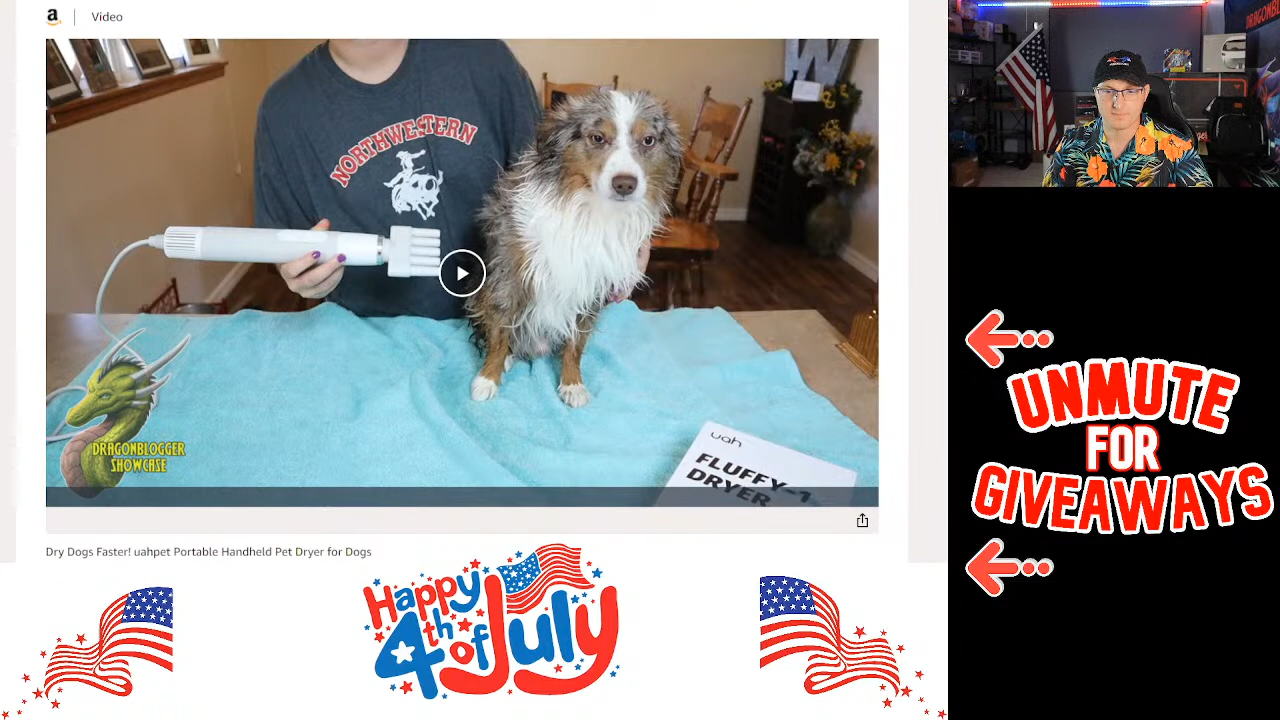 Video
NORTHWESTERN
W
DRAGONBLOGGER
SHOWCASE
uah
FLUFFY-1
DRYER
Dry Dogs Faster! uahpet Portable Handheld Pet Dryer for Dogs
Happy
4th of July
UNMUTE
FOR
GIVEAWAYS